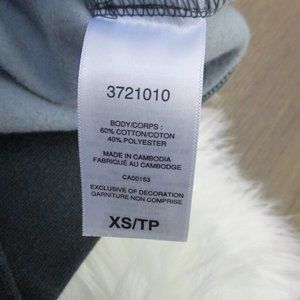 3721010
BODY/CORPS :
60% COTTON/COTON
40% POLYESTER
MADE IN CAMBODIA
FABRIQUÉ AU CAMBODGE
CA00153
EXCLUSIVE OF DECORATION
GARNITURE NON COMPRISE
XS/TP